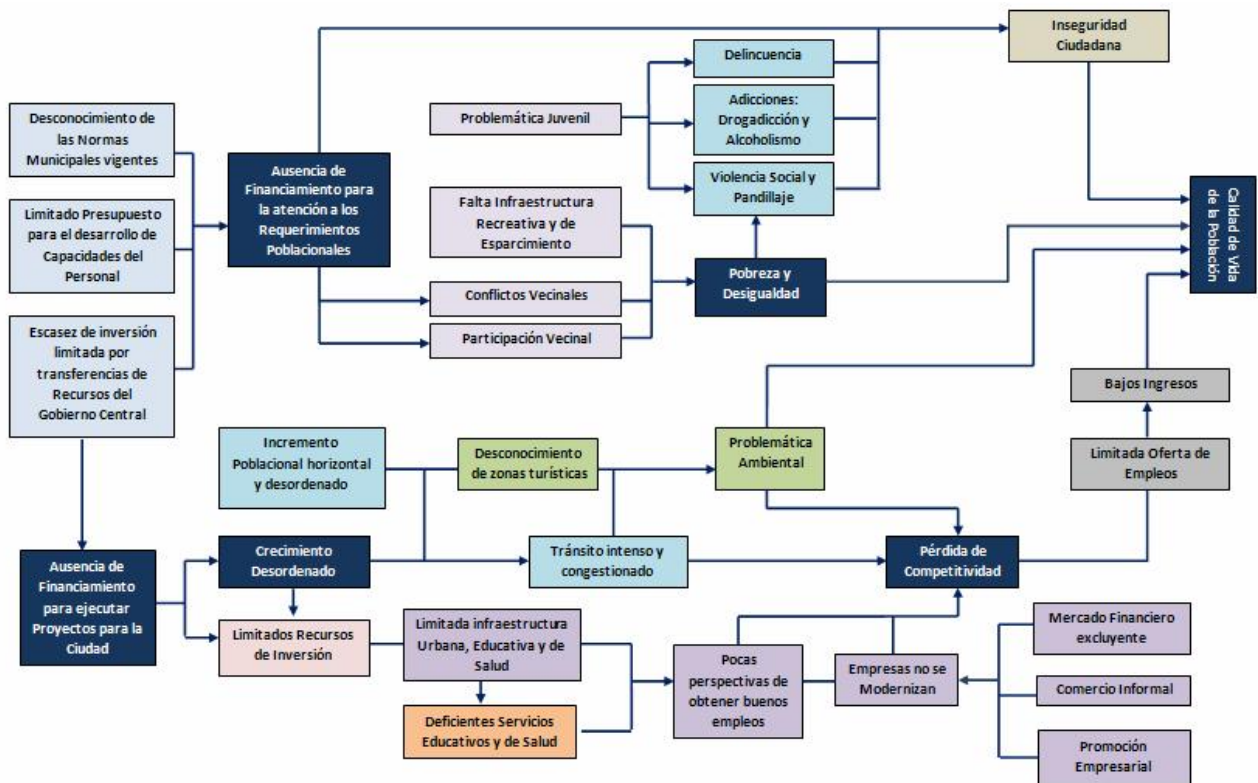 Inseguridad
Ciudadana
Delincuencia
Desconocimiento de
las Normas
Municipales vigentes
Problemática Juvenil
Adicciones:
Drogadicción y
Alcoholismo
Ausencia de
Financiamiento para
la atención a los
Requerimientos
Poblacionales
Violencia Social y
Pandillaje
Limitado Presupuesto
para el desarrollo de
Capacidades del
Personal
Falta Infraestructura
Recreativa y de
Esparcimiento
Calidad de Vida
de la Población
Pobreza y
Desigualdad
Conflictos Vecinales
Participación Vecinal
Escasez de inversión
limitada por
transferencias de
Recursos del
Gobierno Central
Bajos Ingresos
Incremento
Poblacional horizontal
y desordenado
Desconocimiento
de zonas turísticas
Problemática
Ambiental
Limitada Oferta de
Empleos
Ausencia de
Financiamiento
para ejecutar
Proyectos para la
Ciudad
Crecimiento
Desordenado
Tránsito intenso y
congestionado
Pérdida de
Competitividad
Limitados Recursos
de Inversión
Limitada infraestructura
Urbana, Educativa y de
Salud
Deficientes Servicios
Educativos y de Salud
Pocas
perspectivas de
obtener buenos
empleos
Empresas no se
Modernizan
Mercado Financiero
excluyente
Comercio Informal
Promoción
Empresarial